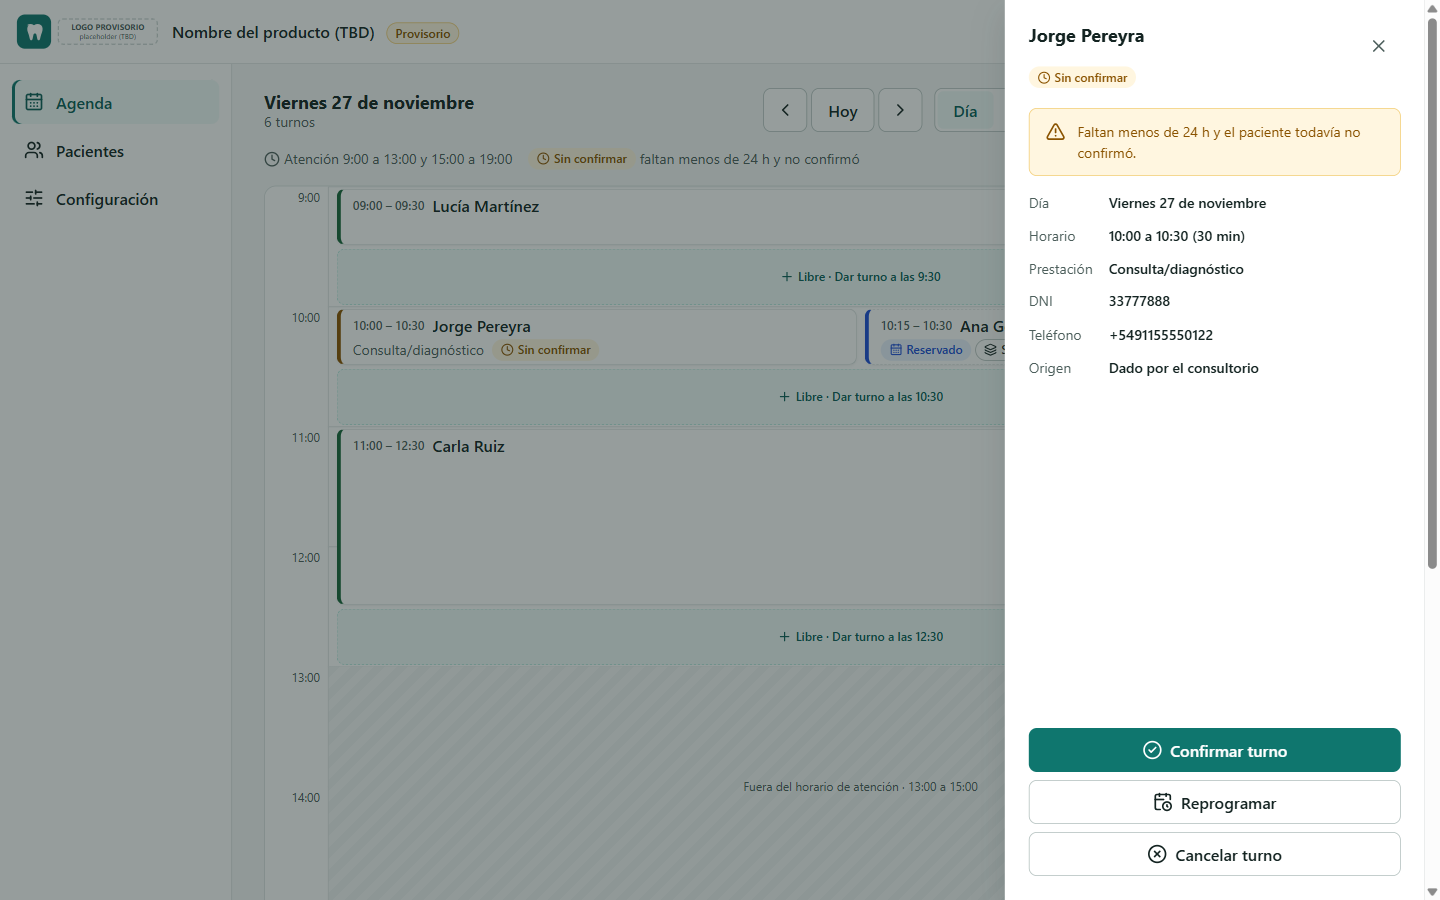 LOGO PROVISORIO
placeholder (TBD)
Nombre del producto (TBD)
Provisorio
Agenda
Pacientes
Configuración
Viernes 27 de noviembre
6 turnos
Hoy
Día
Atención 9:00 a 13:00 y 15:00 a 19:00
Sin confirmar
faltan menos de 24 h y no confirmó
9:00
09:00 – 09:30 Lucía Martínez
+ Libre · Dar turno a las 9:30
10:00
10:00 – 10:30 Jorge Pereyra
Consulta/diagnóstico
Sin confirmar
10:15 – 10:30 Ana G
Reservado
S
+ Libre · Dar turno a las 10:30
11:00
11:00 – 12:30 Carla Ruiz
12:00
+ Libre · Dar turno a las 12:30
13:00
Fuera del horario de atención · 13:00 a 15:00
14:00
Jorge Pereyra
Sin confirmar
Faltan menos de 24 h y el paciente todavía no
confirmó.
Día Viernes 27 de noviembre
Horario 10:00 a 10:30 (30 min)
Prestación Consulta/diagnóstico
DNI 33777888
Teléfono +5491155550122
Origen Dado por el consultorio
Confirmar turno
Reprogramar
Cancelar turno